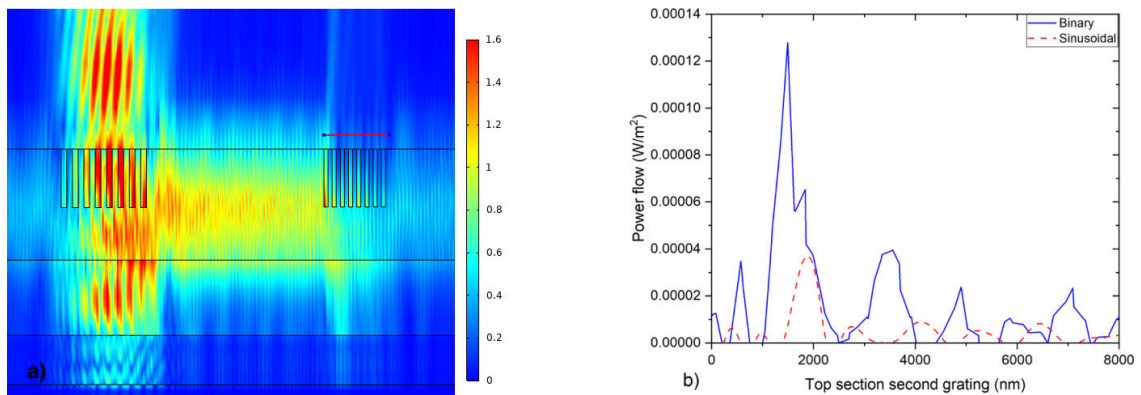 1.6
1.4
1.2
1
0.8
0.6
0.4
0.2
0
a)
0.00014
0.00012
0.00010
0.00008
0.00006
0.00004
0.00002
0.00000
Power flow (W/m²)
Binary
Sinusoidal
0 2000 4000 6000 8000
Top section second grating (nm)
b)